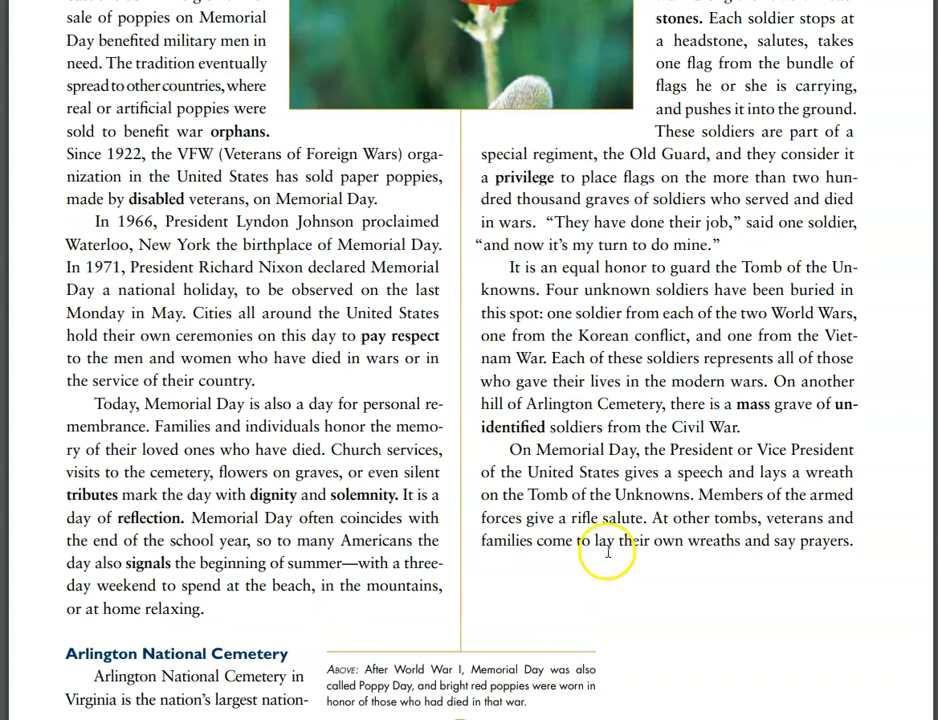 sale of poppies on Memorial
Day benefited military men in
need. The tradition eventually
spread to other countries, where
real or artificial poppies were
sold to benefit war orphans.
Since 1922, the VFW (Veterans of Foreign Wars) orga-
nization in the United States has sold paper poppies,
made by disabled veterans, on Memorial Day.
In 1966, President Lyndon Johnson proclaimed
Waterloo, New York the birthplace of Memorial Day.
In 1971, President Richard Nixon declared Memorial
Day a national holiday, to be observed on the last
Monday in May. Cities all around the United States
hold their own ceremonies on this day to pay respect
to the men and women who have died in wars or in
the service of their country.
Today, Memorial Day is also a day for personal re-
membrance. Families and individuals honor the memo-
ry of their loved ones who have died. Church services,
visits to the cemetery, flowers on graves, or even silent
tributes mark the day with dignity and solemnity. It is a
day of reflection. Memorial Day often coincides with
the end of the school year, so to many Americans the
day also signals the beginning of summer—with a three-
day weekend to spend at the beach, in the mountains,
or at home relaxing.
Arlington National Cemetery
Arlington National Cemetery in
Virginia is the nation's largest nation-
stones. Each soldier stops at
a headstone, salutes, takes
one flag from the bundle of
flags he or she is carrying,
and pushes it into the ground.
These soldiers are part of a
special regiment, the Old Guard, and they consider it
a privilege to place flags on the more than two hun-
dred thousand graves of soldiers who served and died
in wars. "They have done their job," said one soldier,
"and now it's my turn to do mine."
It is an equal honor to guard the Tomb of the Un-
knowns. Four unknown soldiers have been buried in
this spot: one soldier from each of the two World Wars,
one from the Korean conflict, and one from the Viet-
nam War. Each of these soldiers represents all of those
who gave their lives in the modern wars. On another
hill of Arlington Cemetery, there is a mass grave of un-
identified soldiers from the Civil War.
On Memorial Day, the President or Vice President
of the United States gives a speech and lays a wreath
on the Tomb of the Unknowns. Members of the armed
forces give a rifle salute. At other tombs, veterans and
families come to lay their own wreaths and say prayers.
ABOVE: After World War I, Memorial Day was also
called Poppy Day, and bright red poppies were worn in
honor of those who had died in that war.